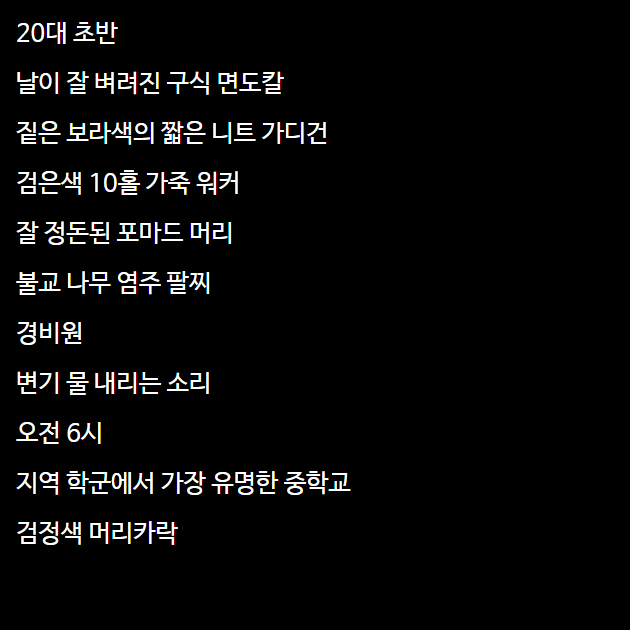 20대 초반
날이 잘 벼려진 구식 면도칼
짙은 보라색의 짧은 니트 가디건
검은색 10홀 가죽 워커
잘 정돈된 포마드 머리
불교 나무 염주 팔찌
경비원
변기 물 내리는 소리
오전 6시
지역 학군에서 가장 유명한 중학교
검정색 머리카락